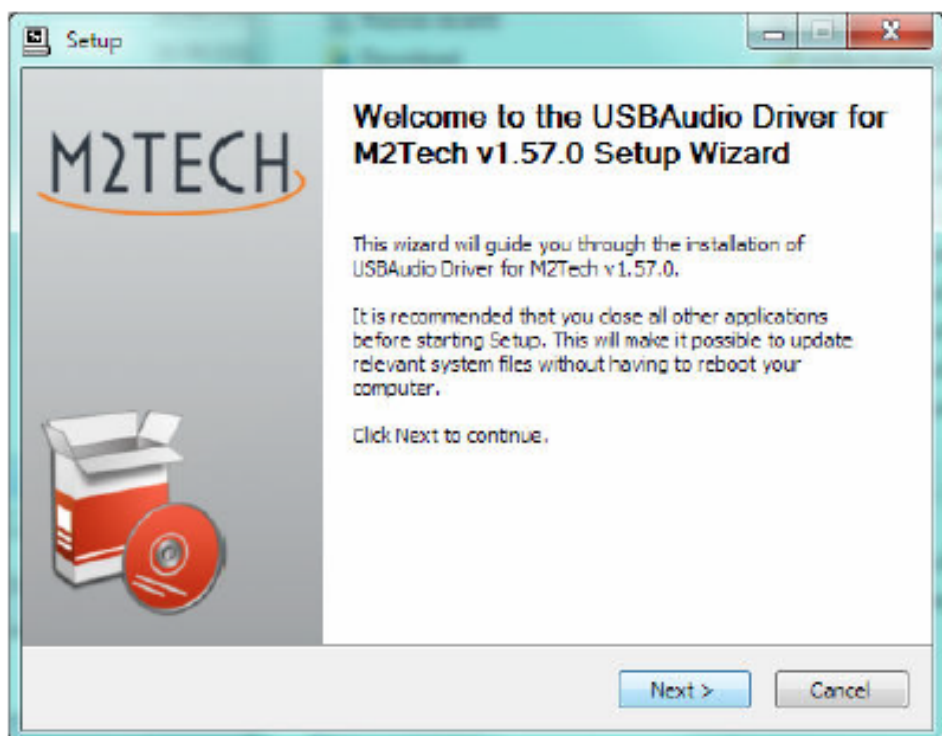 Setup
M2TECH
Welcome to the USBAudio Driver for
M2Tech v1.57.0 Setup Wizard
This wizard will guide you through the installation of
USBAudio Driver for M2Tech v1.57.0.
It is recommended that you close all other applications
before starting Setup. This will make it possible to update
relevant system files without having to reboot your
computer.
Click Next to continue.
Next >
Cancel